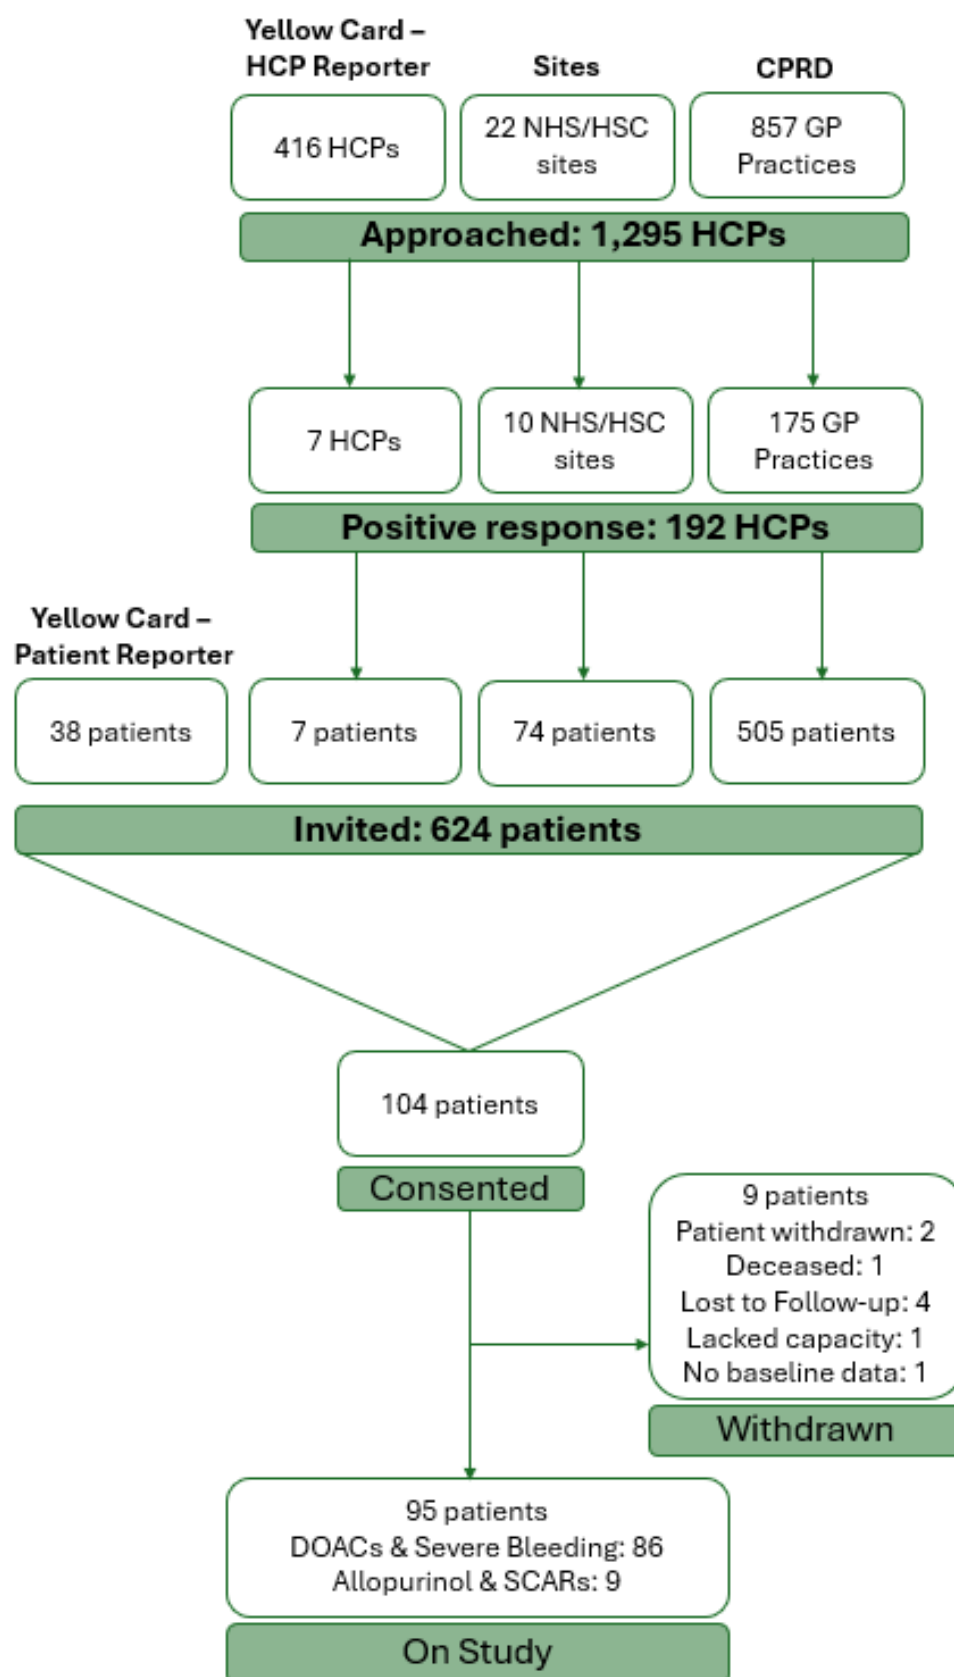 Yellow Card –
HCP Reporter
Sites
CPRD
416 HCPs
22 NHS/HSC
sites
857 GP
Practices
Approached: 1,295 HCPs
7 HCPs
10 NHS/HSC
sites
175 GP
Practices
Positive response: 192 HCPs
Yellow Card –
Patient Reporter
38 patients
7 patients
74 patients
505 patients
Invited: 624 patients
104 patients
Consented
9 patients
Patient withdrawn: 2
Deceased: 1
Lost to Follow-up: 4
Lacked capacity: 1
No baseline data: 1
Withdrawn
95 patients
DOACs & Severe Bleeding: 86
Allopurinol & SCARs: 9
On Study